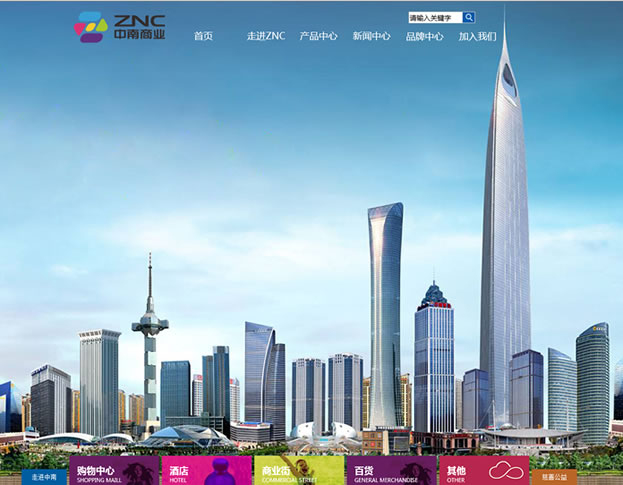 ZNC
中南商业
请输入关键字
首页
走进ZNC
产品中心
新闻中心
品牌中心
加入我们
走进中南
购物中心
SHOPPING MALL
酒店
HOTEL
商业街
COMMERCIAL STREET
百货
GENERAL MERCHANDISE
其他
OTHER
慈善公益